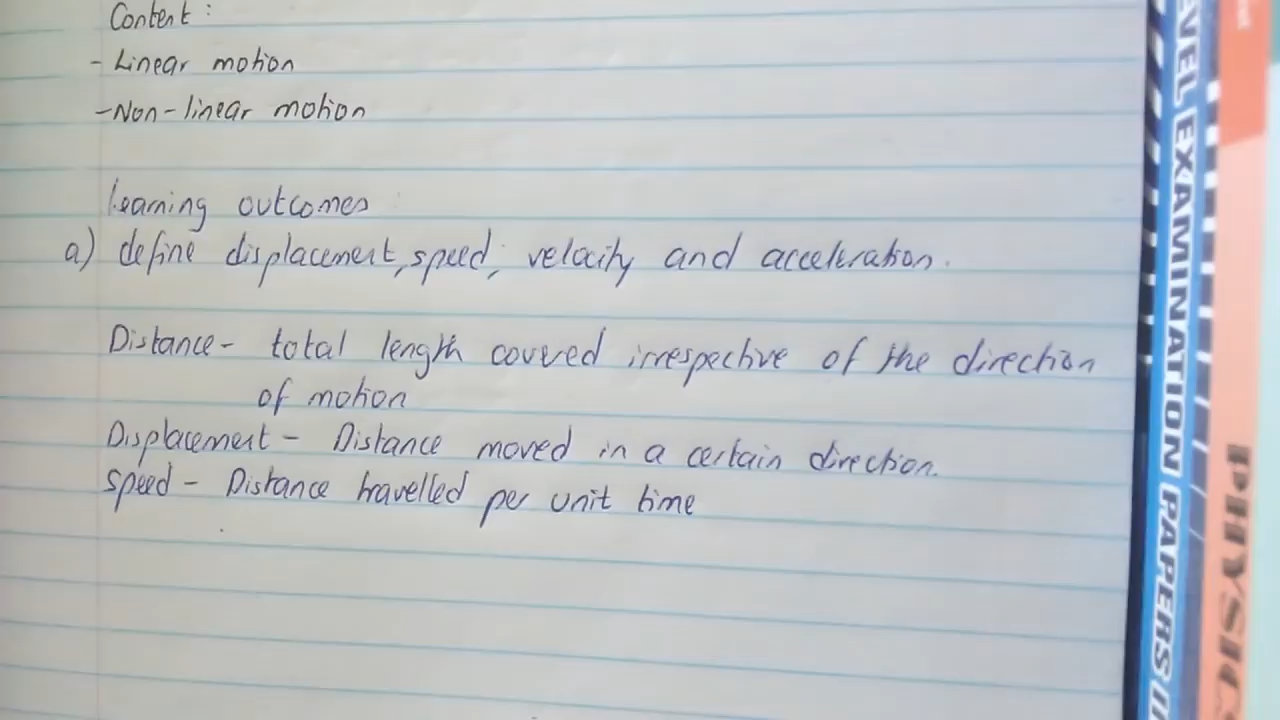 Content :
- Linear motion
- Non-linear motion
Learning outcomes
a) define displacement, speed, velocity and acceleration.
Distance - total length covered irrespective of the direction
of motion
Displacement - Distance moved in a certain direction.
Speed - Distance travelled per unit time
VEL EXAMINATION PAPERS
PHYSIC